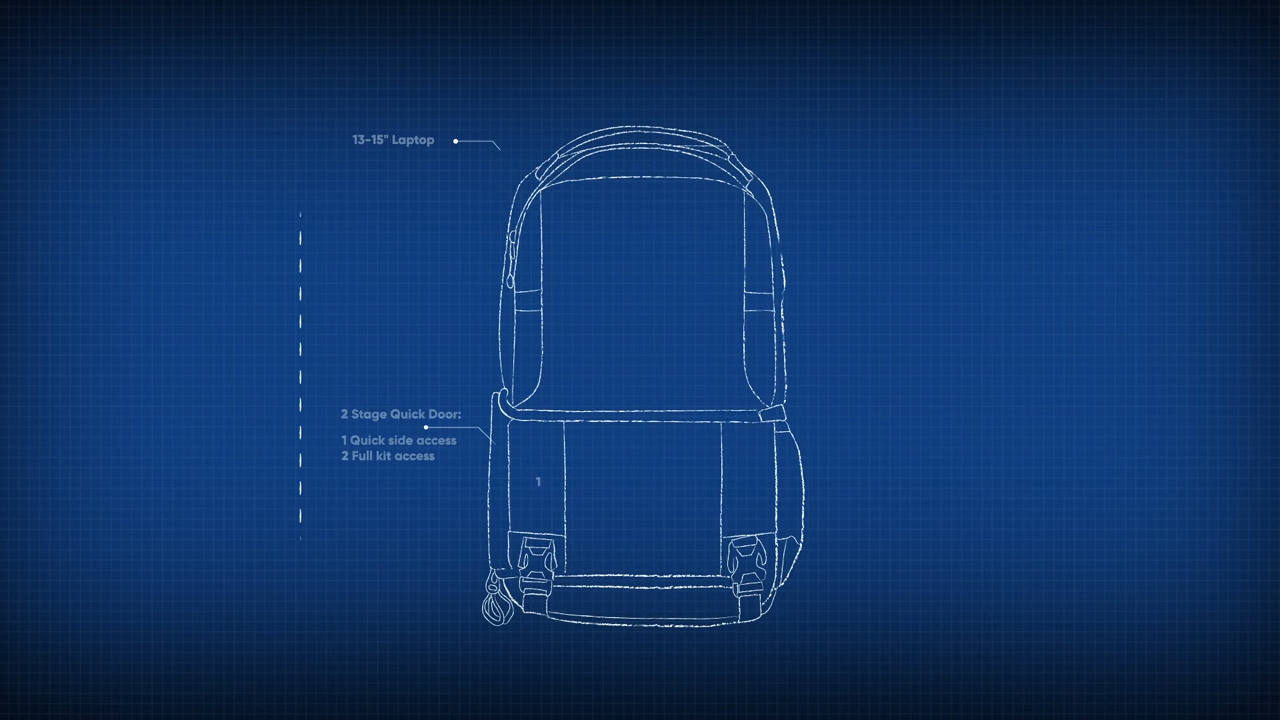 13-15" Laptop
2 Stage Quick Door:
1 Quick side access
2 Full kit access
1